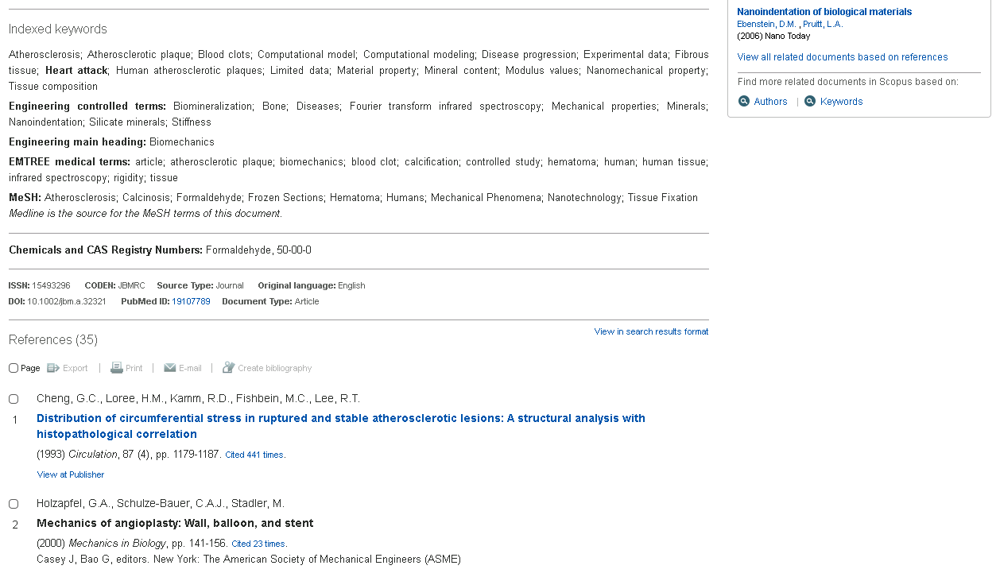 Indexed keywords
Atherosclerosis; Atherosclerotic plaque; Blood clots; Computational model; Computational modeling; Disease progression; Experimental data; Fibrous
tissue; Heart attack; Human atherosclerotic plaques; Limited data; Material property; Mineral content; Modulus values; Nanomechanical property;
Tissue composition
Engineering controlled terms: Biomineralization; Bone; Diseases; Fourier transform infrared spectroscopy; Mechanical properties; Minerals;
Nanoindentation; Silicate minerals; Stiffness
Engineering main heading: Biomechanics
EMTREE medical terms: article; atherosclerotic plaque; biomechanics; blood clot; calcification; controlled study; hematoma; human; human tissue;
infrared spectroscopy; rigidity; tissue
MeSH: Atherosclerosis; Calcinosis; Formaldehyde; Frozen Sections; Hematoma; Humans; Mechanical Phenomena; Nanotechnology; Tissue Fixation
Medline is the source for the MeSH terms of this document.
Chemicals and CAS Registry Numbers: Formaldehyde, 50-00-0
ISSN: 15493296 CODEN: JBMRC Source Type: Journal Original language: English
DOI: 10.1002/jbm.a.32321 PubMed ID: 19107789 Document Type: Article
View in search results format
References (35)
Page Export | Print | E-mail | Create bibliography
Cheng, G.C., Loree, H.M., Kamm, R.D., Fishbein, M.C., Lee, R.T.
1 Distribution of circumferential stress in ruptured and stable atherosclerotic lesions: A structural analysis with
histopathological correlation
(1993) Circulation, 87 (4), pp. 1179-1187. Cited 441 times.
View at Publisher
Holzapfel, G.A., Schulze-Bauer, C.A.J., Stadler, M.
2 Mechanics of angioplasty: Wall, balloon, and stent
(2000) Mechanics in Biology, pp. 141-156. Cited 23 times.
Casey J, Bao G, editors. New York: The American Society of Mechanical Engineers (ASME)
Nanoindentation of biological materials
Ebenstein, D.M. , Pruitt, L.A.
(2006) Nano Today
View all related documents based on references
Find more related documents in Scopus based on:
Authors | Keywords